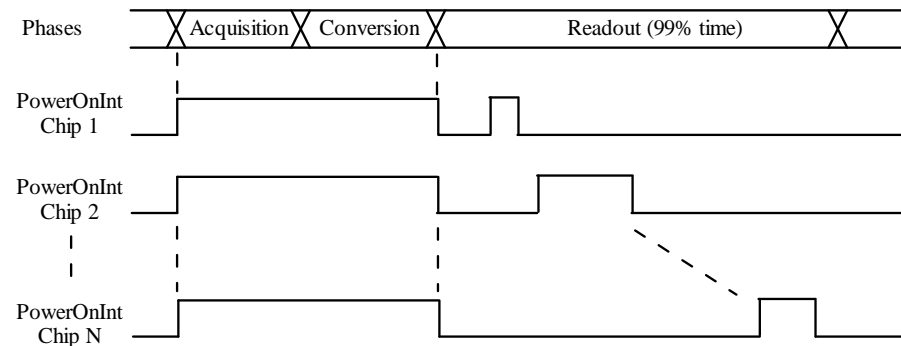 Phases
Acquisition
Conversion
Readout (99% time)
PowerOnInt
Chip 1
PowerOnInt
Chip 2
PowerOnInt
Chip N